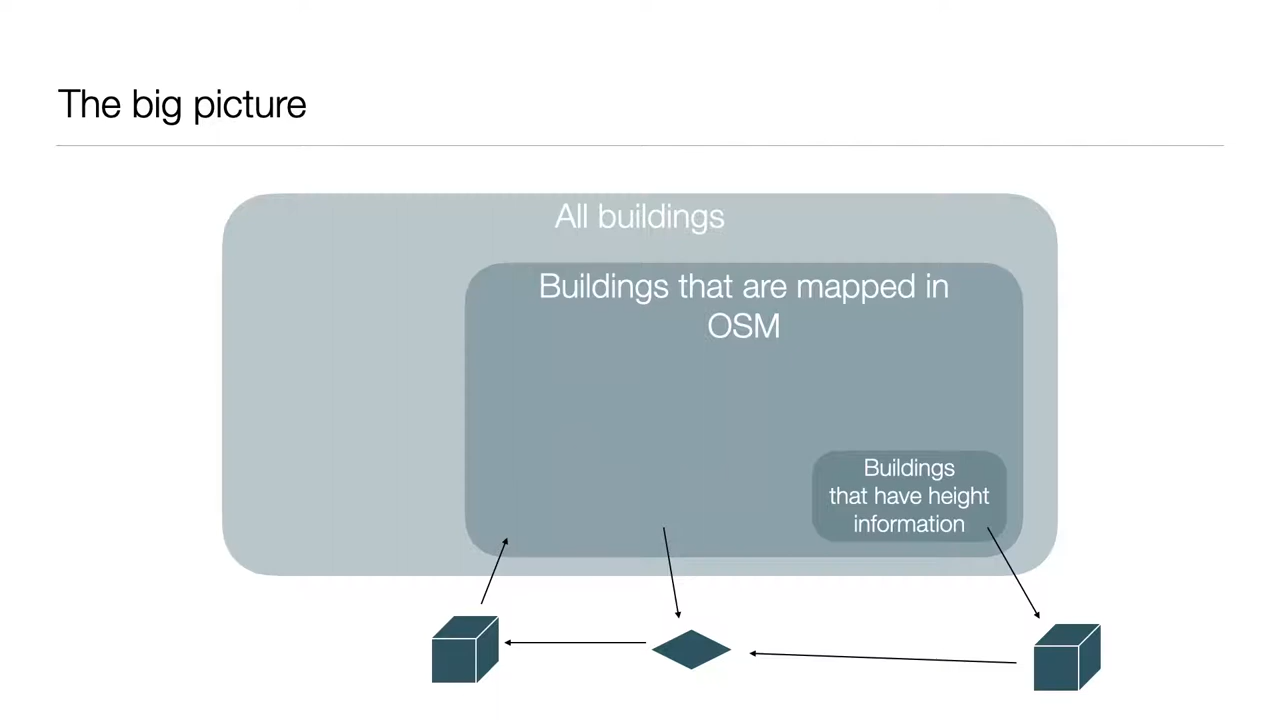 The big picture
All buildings
Buildings that are mapped in
OSM
Buildings
that have height
information